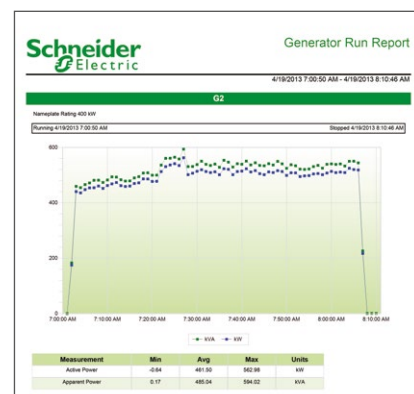 Schneider
Electric
Generator Run Report
4/19/2013 7:00:50 AM - 4/19/2013 8:10:46 AM
G2
Nameplate Rating 400 kW
Running 4/19/2013 7:00:50 AM Stopped 4/19/2013 8:10:46 AM
600
400
200
0
7:00:00 AM 7:10:00 AM 7:20:00 AM 7:30:00 AM 7:40:00 AM 7:50:00 AM 8:00:00 AM 8:10:00 AM
kVA kW
Measurement Min Avg Max Units
Active Power -0.64 461.50 562.98 kW
Apparent Power 0.17 485.04 594.02 kVA